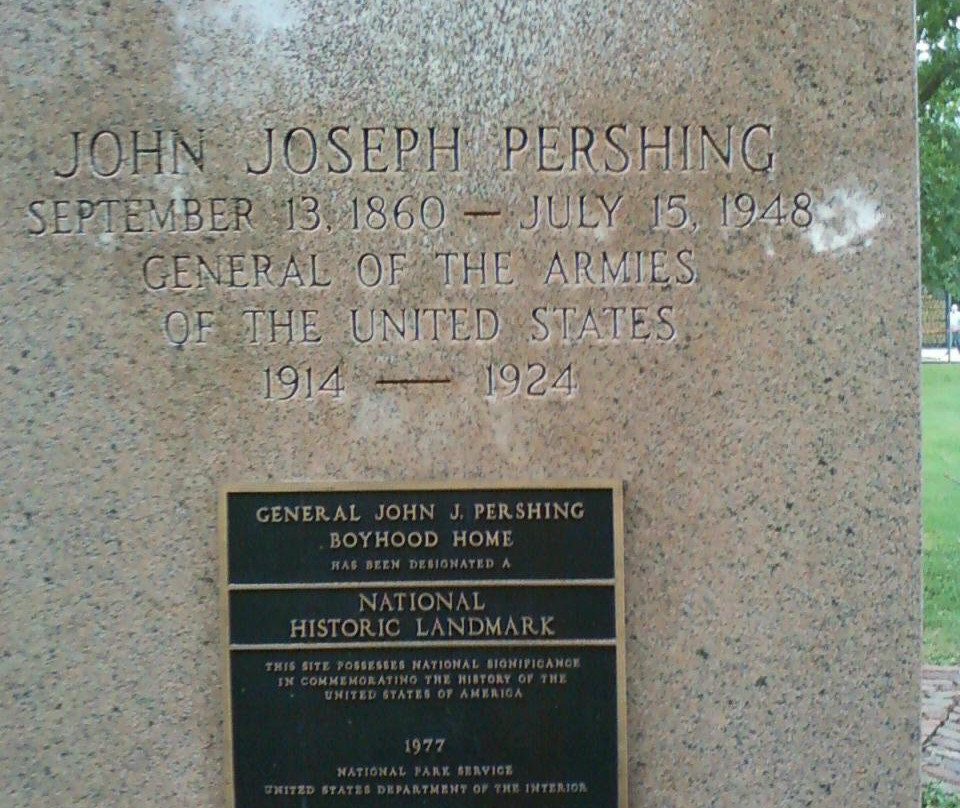 JOHN JOSEPH PERSHING
SEPTEMBER 13, 1860 — JULY 15, 1948
GENERAL OF THE ARMIES
OF THE UNITED STATES
1914 — 1924
GENERAL JOHN J. PERSHING
BOYHOOD HOME
HAS BEEN DESIGNATED A
NATIONAL
HISTORIC LANDMARK
THIS SITE POSSESSES NATIONAL SIGNIFICANCE
IN COMMEMORATING THE HISTORY OF THE
UNITED STATES OF AMERICA
1977
NATIONAL PARK SERVICE
UNITED STATES DEPARTMENT OF THE INTERIOR